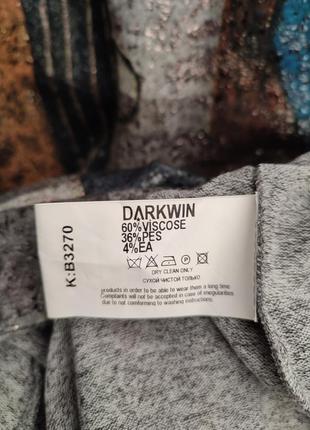 DARKWIN
60%VISCOSE
36%PES
4%EA
K:B3270
DRY CLEAN ONLY
СУХОЙ ЧИСТКОЙ ТОЛЬКО
products in order to be able to wear them a long time
Complaints will not be accepted in case of irregularities
due to not conforming to washing instructions.